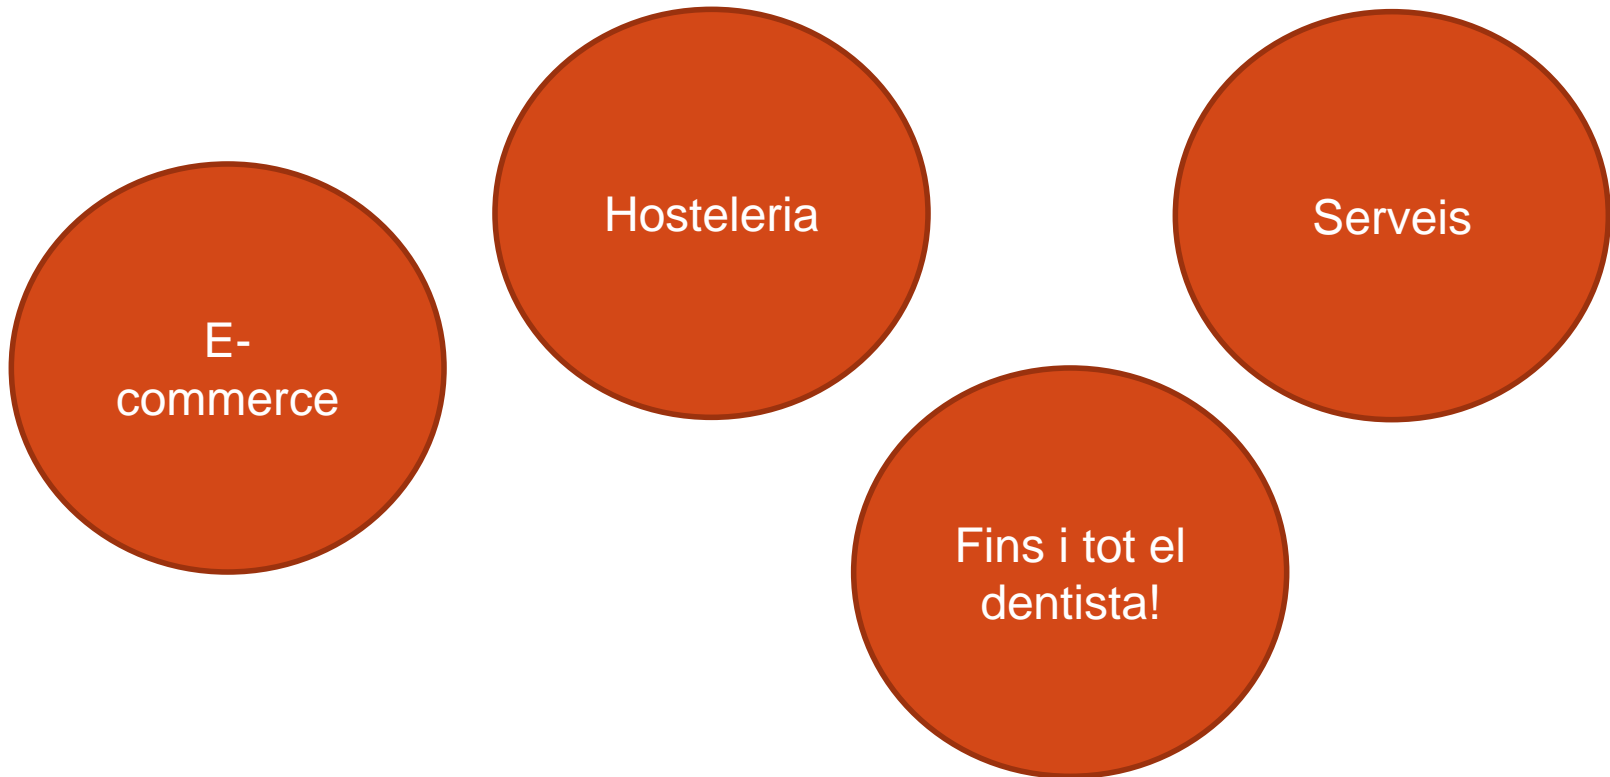 E-
commerce
Hosteleria
Serveis
Fins i tot el
dentista!